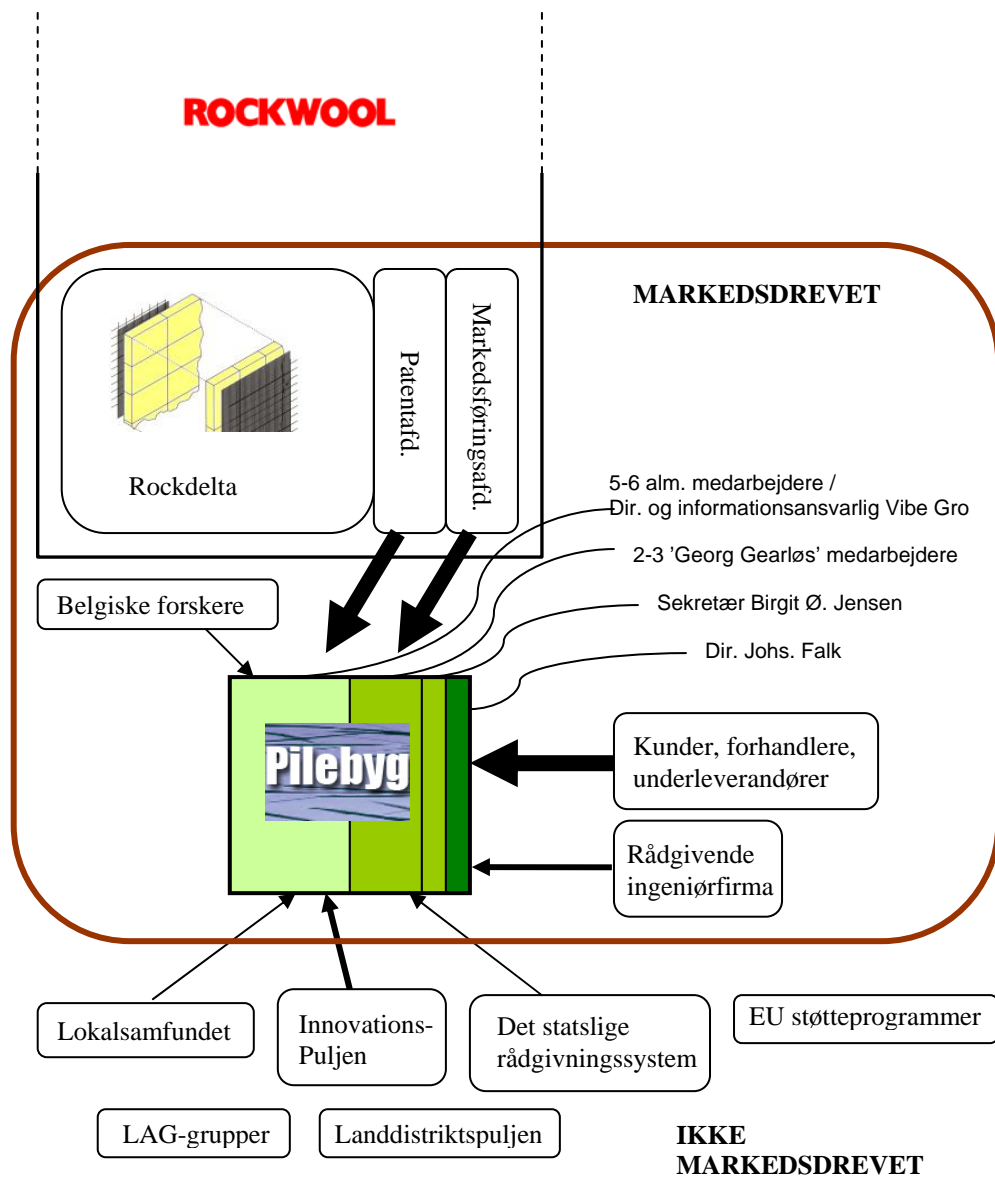 ROCKWOOL
MARKEDSDREVET
Rockdelta
Patentafd.
Markedsføringsafd.
5-6 alm. medarbejdere /
Dir. og informationsansvarlig Vibe Gro
2-3 'Georg Gearløs' medarbejdere
Sekretær Birgit Ø. Jensen
Dir. Johs. Falk
Belgiske forskere
Pilebyg
Kunder, forhandlere,
underleverandører
Rådgivende
ingeniørfirma
Lokalsamfundet
Innovations-
Puljen
Det statslige
rådgivningssystem
EU støtteprogrammer
LAG-grupper
Landdistriktspuljen
IKKE
MARKEDSDREVET